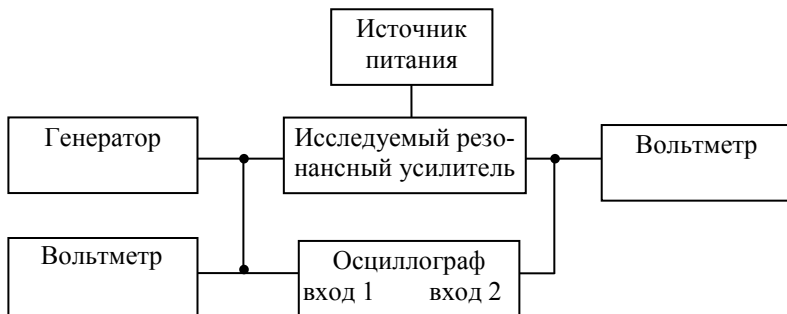 Источник
питания
Генератор
Исследуемый резо-
нансный усилитель
Вольтметр
Вольтметр
Осциллограф
вход 1 вход 2